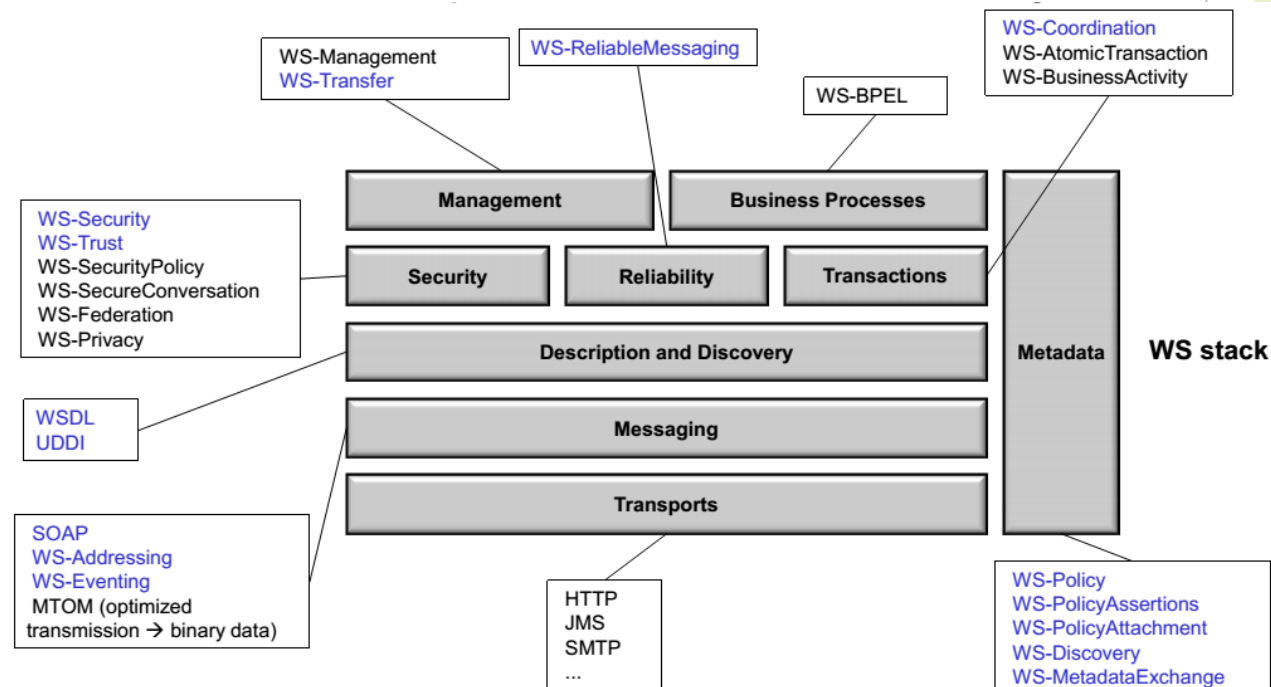 WS-Management
WS-Transfer
WS-ReliableMessaging
WS-BPEL
WS-Coordination
WS-AtomicTransaction
WS-BusinessActivity
Management
Business Processes
WS-Security
WS-Trust
WS-SecurityPolicy
WS-SecureConversation
WS-Federation
WS-Privacy
Security
Reliability
Transactions
Description and Discovery
Metadata
WS stack
WSDL
UDDI
Messaging
Transports
SOAP
WS-Addressing
WS-Eventing
MTOM (optimized
transmission → binary data)
HTTP
JMS
SMTP
...
WS-Policy
WS-PolicyAssertions
WS-PolicyAttachment
WS-Discovery
WS-MetadataExchange